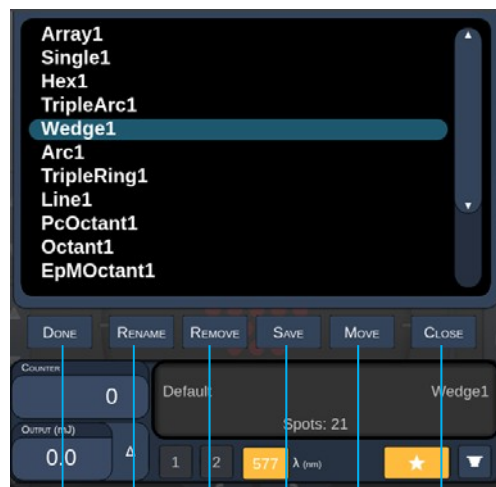 Array1
Single1
Hex1
TripleArc1
Wedge1
Arc1
TripleRing1
Line1
PcOctant1
Octant1
EpMOctant1
DONE RENAME REMOVE SAVE MOVE CLOSE
COUNTER
0
Default Wedge1
Spots: 21
OUTPUT (mJ)
0.0 Δ
1 2 577 λ (nm)